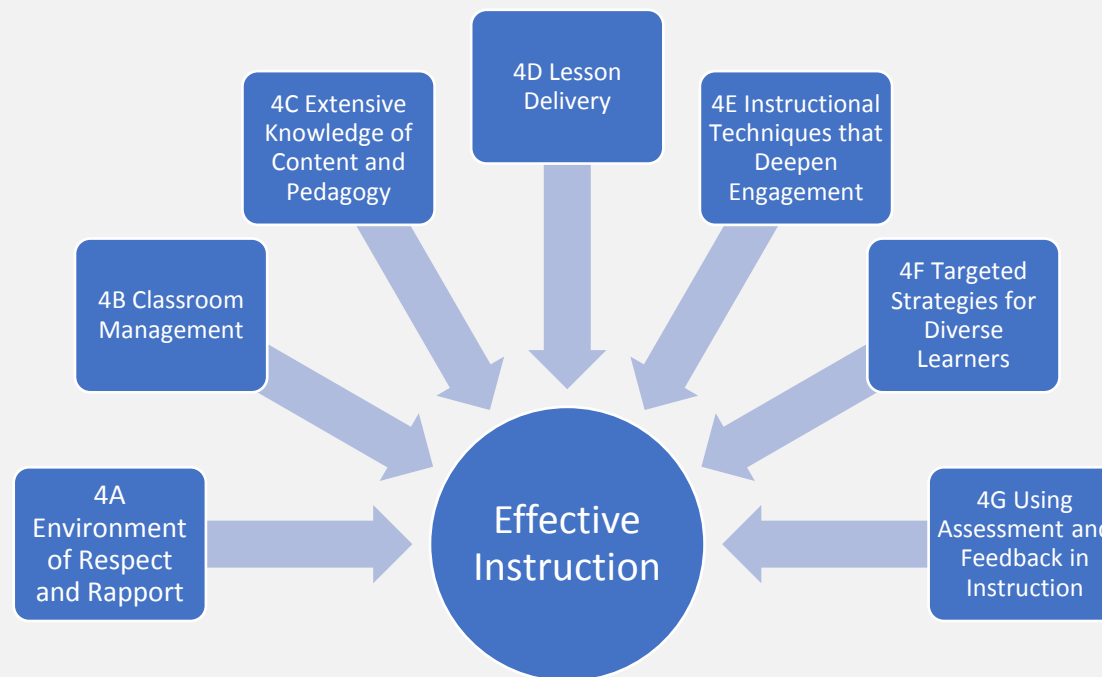 4A
Environment
of Respect
and Rapport
4B Classroom
Management
4C Extensive
Knowledge of
Content and
Pedagogy
4D Lesson
Delivery
4E Instructional
Techniques that
Deepen
Engagement
4F Targeted
Strategies for
Diverse
Learners
4G Using
Assessment and
Feedback in
Instruction
Effective
Instruction